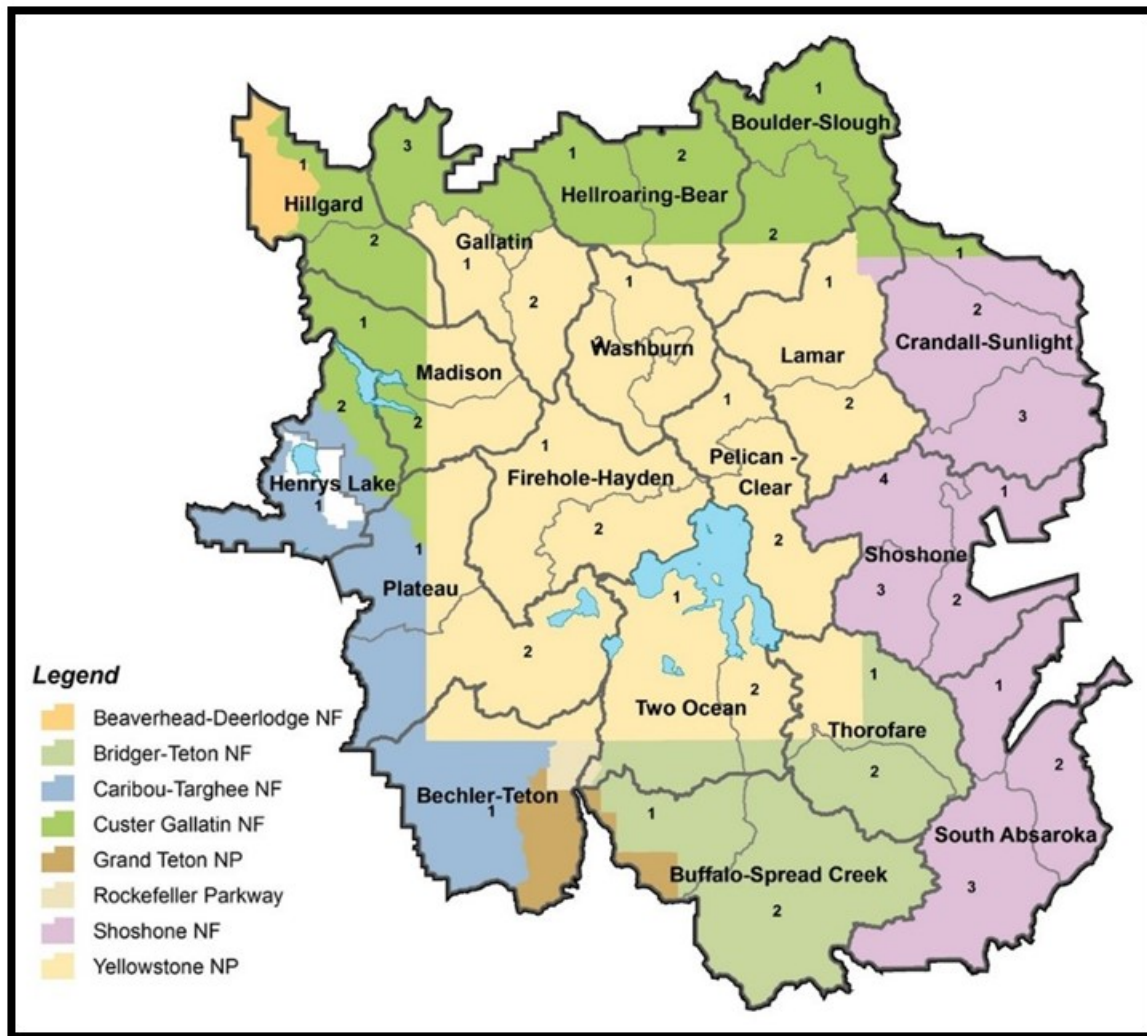 1
Boulder-Slough
3
1
2
1
Hillgard
Hellroaring-Bear
2
Gallatin
2
1
1
2
1
1
2
Washburn
2
Crandall-Sunlight
1
Madison
Lamar
2
2
1
2
3
1
Pelican -
Clear
Firehole-Hayden
4
1
Henrys Lake
1
2
2
Shoshone
1
Plateau
1
3
2
2
1
1
2
Two Ocean
Thorofare
2
2
Legend
Beaverhead-Deerlodge NF
Bridger-Teton NF
Caribou-Targhee NF
Custer Gallatin NF
Grand Teton NP
Rockefeller Parkway
Shoshone NF
Yellowstone NP
Bechler-Teton
1
1
South Absaroka
Buffalo-Spread Creek
3
2